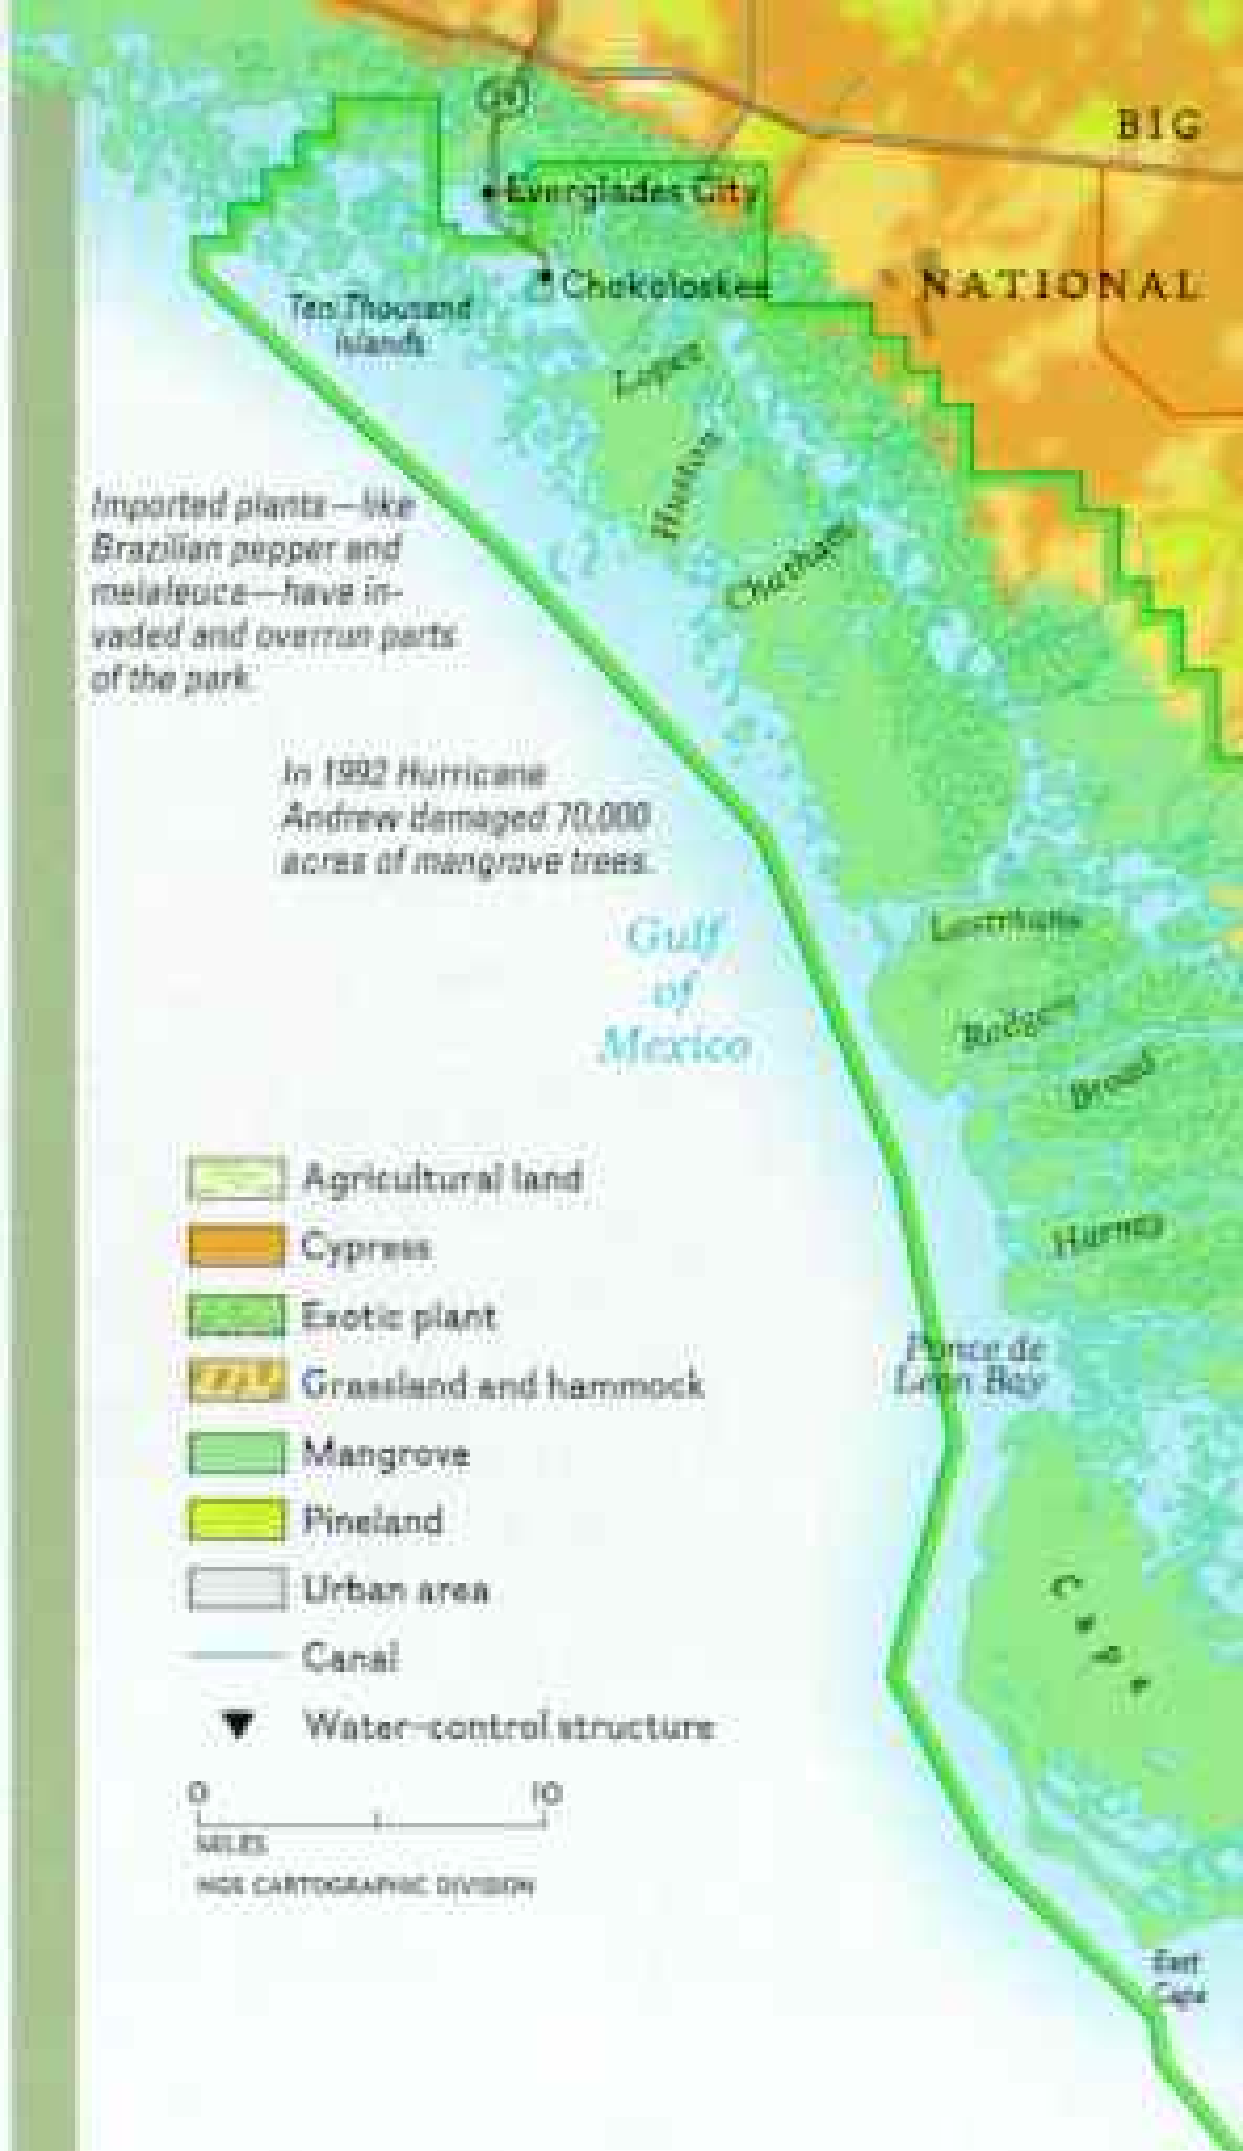 BIG
29
Everglades City
NATIONAL
Chokoloskee
Ten Thousand
Islands
Lopez
Huston
Imported plants—like
Brazilian pepper and
melaleuca—have in-
vaded and overrun parts
of the park.
Chatham
In 1992 Hurricane
Andrew damaged 70,000
acres of mangrove trees.
Gulf
of
Mexico
Lostmans
Rodgers
Broad
Harney
Ponce de
Leon Bay
Agricultural land
Cypress
Exotic plant
Grassland and hammock
Mangrove
Pineland
Urban area
Canal
Water-control structure
Cape
0 10
MILES
NGS CARTOGRAPHIC DIVISION
East
Cape